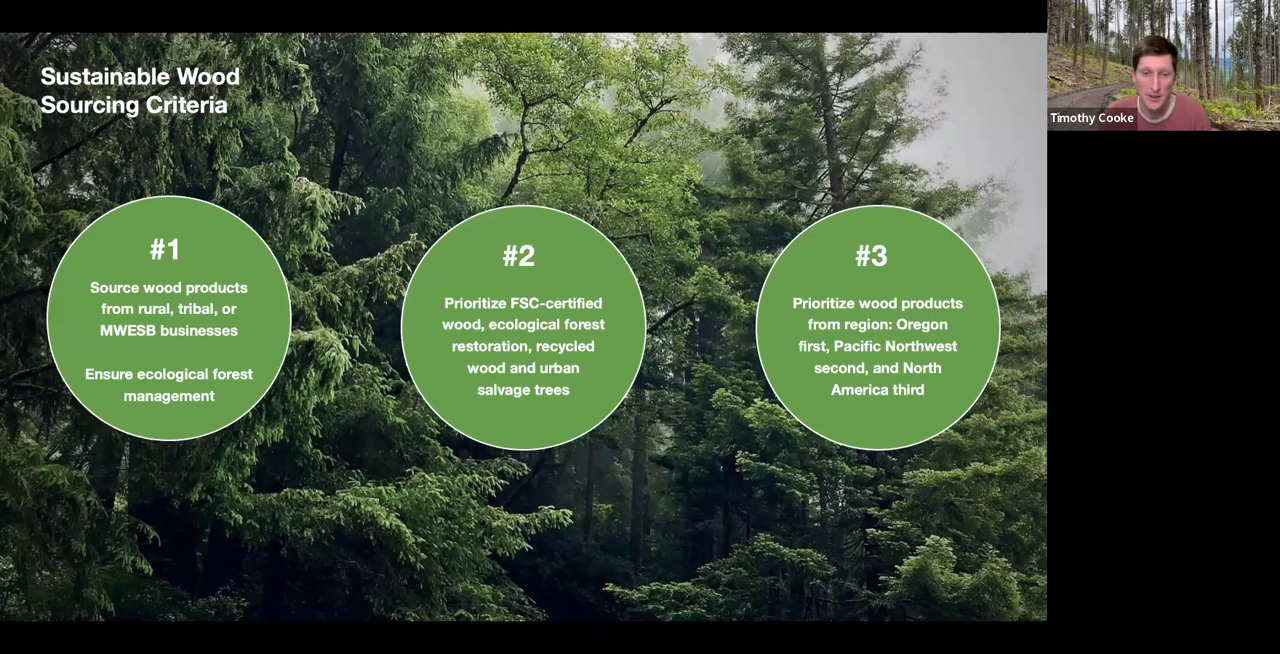 Sustainable Wood
Sourcing Criteria
#1
Source wood products
from rural, tribal, or
MWESB businesses
Ensure ecological forest
management
#2
Prioritize FSC-certified
wood, ecological forest
restoration, recycled
wood and urban
salvage trees
#3
Prioritize wood products
from region: Oregon
first, Pacific Northwest
second, and North
America third
Timothy Cooke